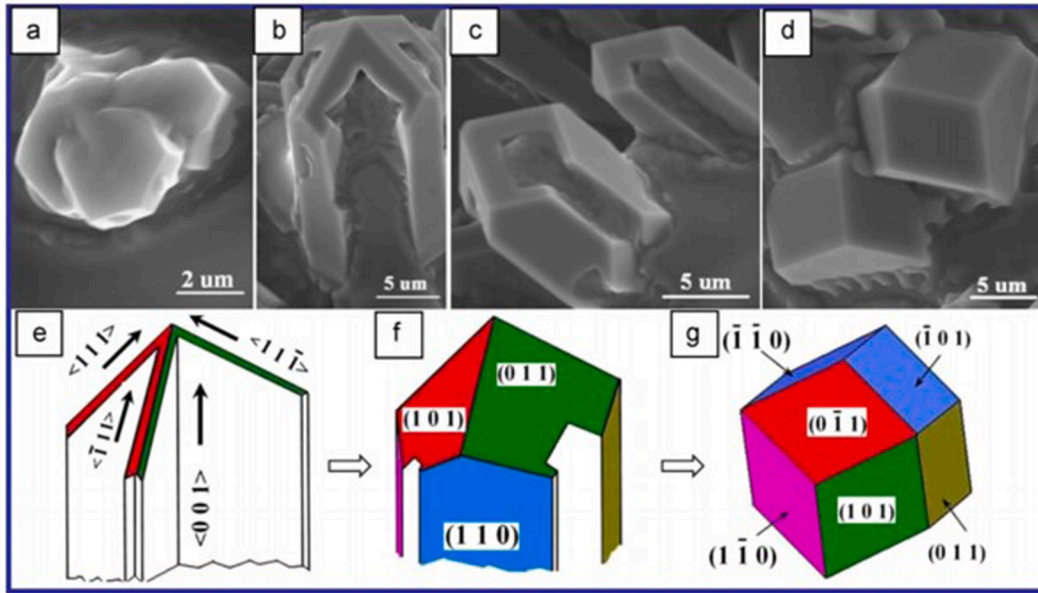 a
b
c
d
2 um
5 um
5 um
5 um
e
<1 1 1>
<1 1 1̄>
<1̄ 1 1>
<0 0 1>
f
(0 1 1)
(1 0 1)
(1 1 0)
g
(1̄ 1̄ 0)
(1̄ 0 1)
(0 1̄ 1)
(1 0 1)
(1 1̄ 0)
(0 1 1)